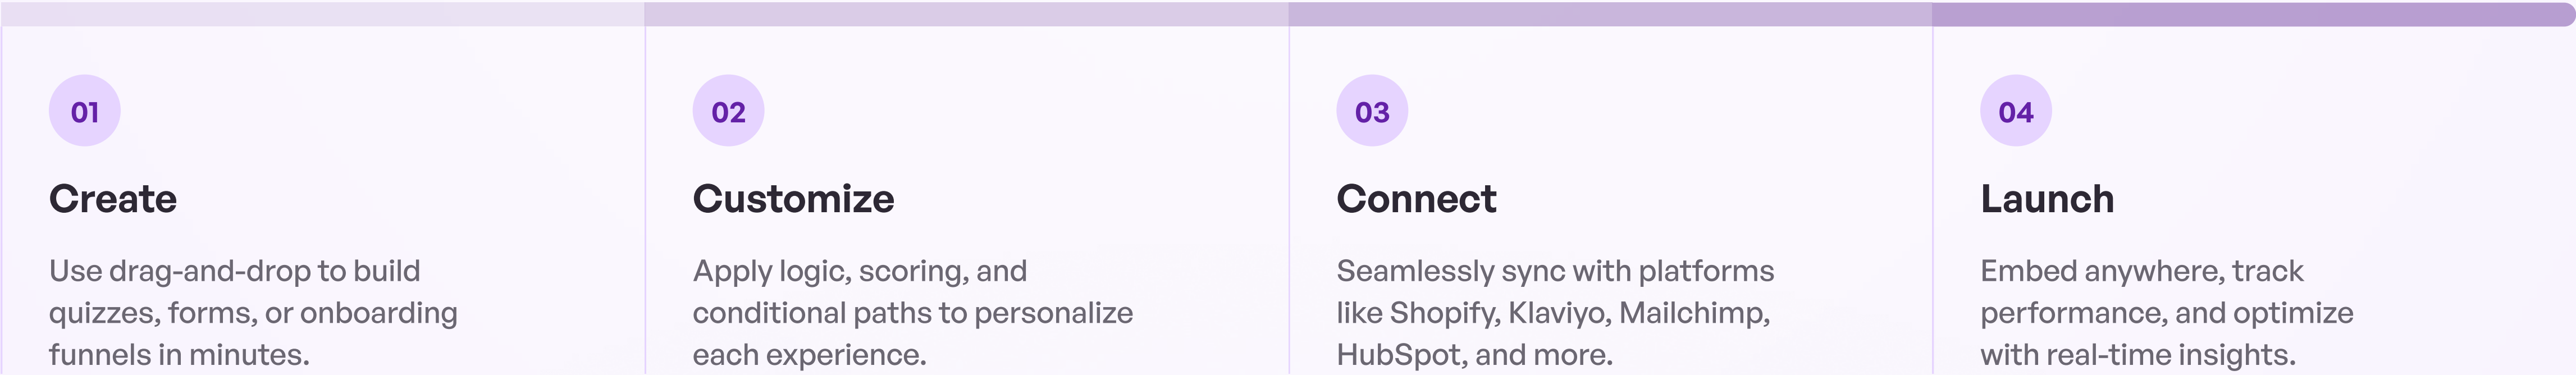 01
Create
Use drag-and-drop to build
quizzes, forms, or onboarding
funnels in minutes.
02
Customize
Apply logic, scoring, and
conditional paths to personalize
each experience.
03
Connect
Seamlessly sync with platforms
like Shopify, Klaviyo, Mailchimp,
HubSpot, and more.
04
Launch
Embed anywhere, track
performance, and optimize
with real-time insights.